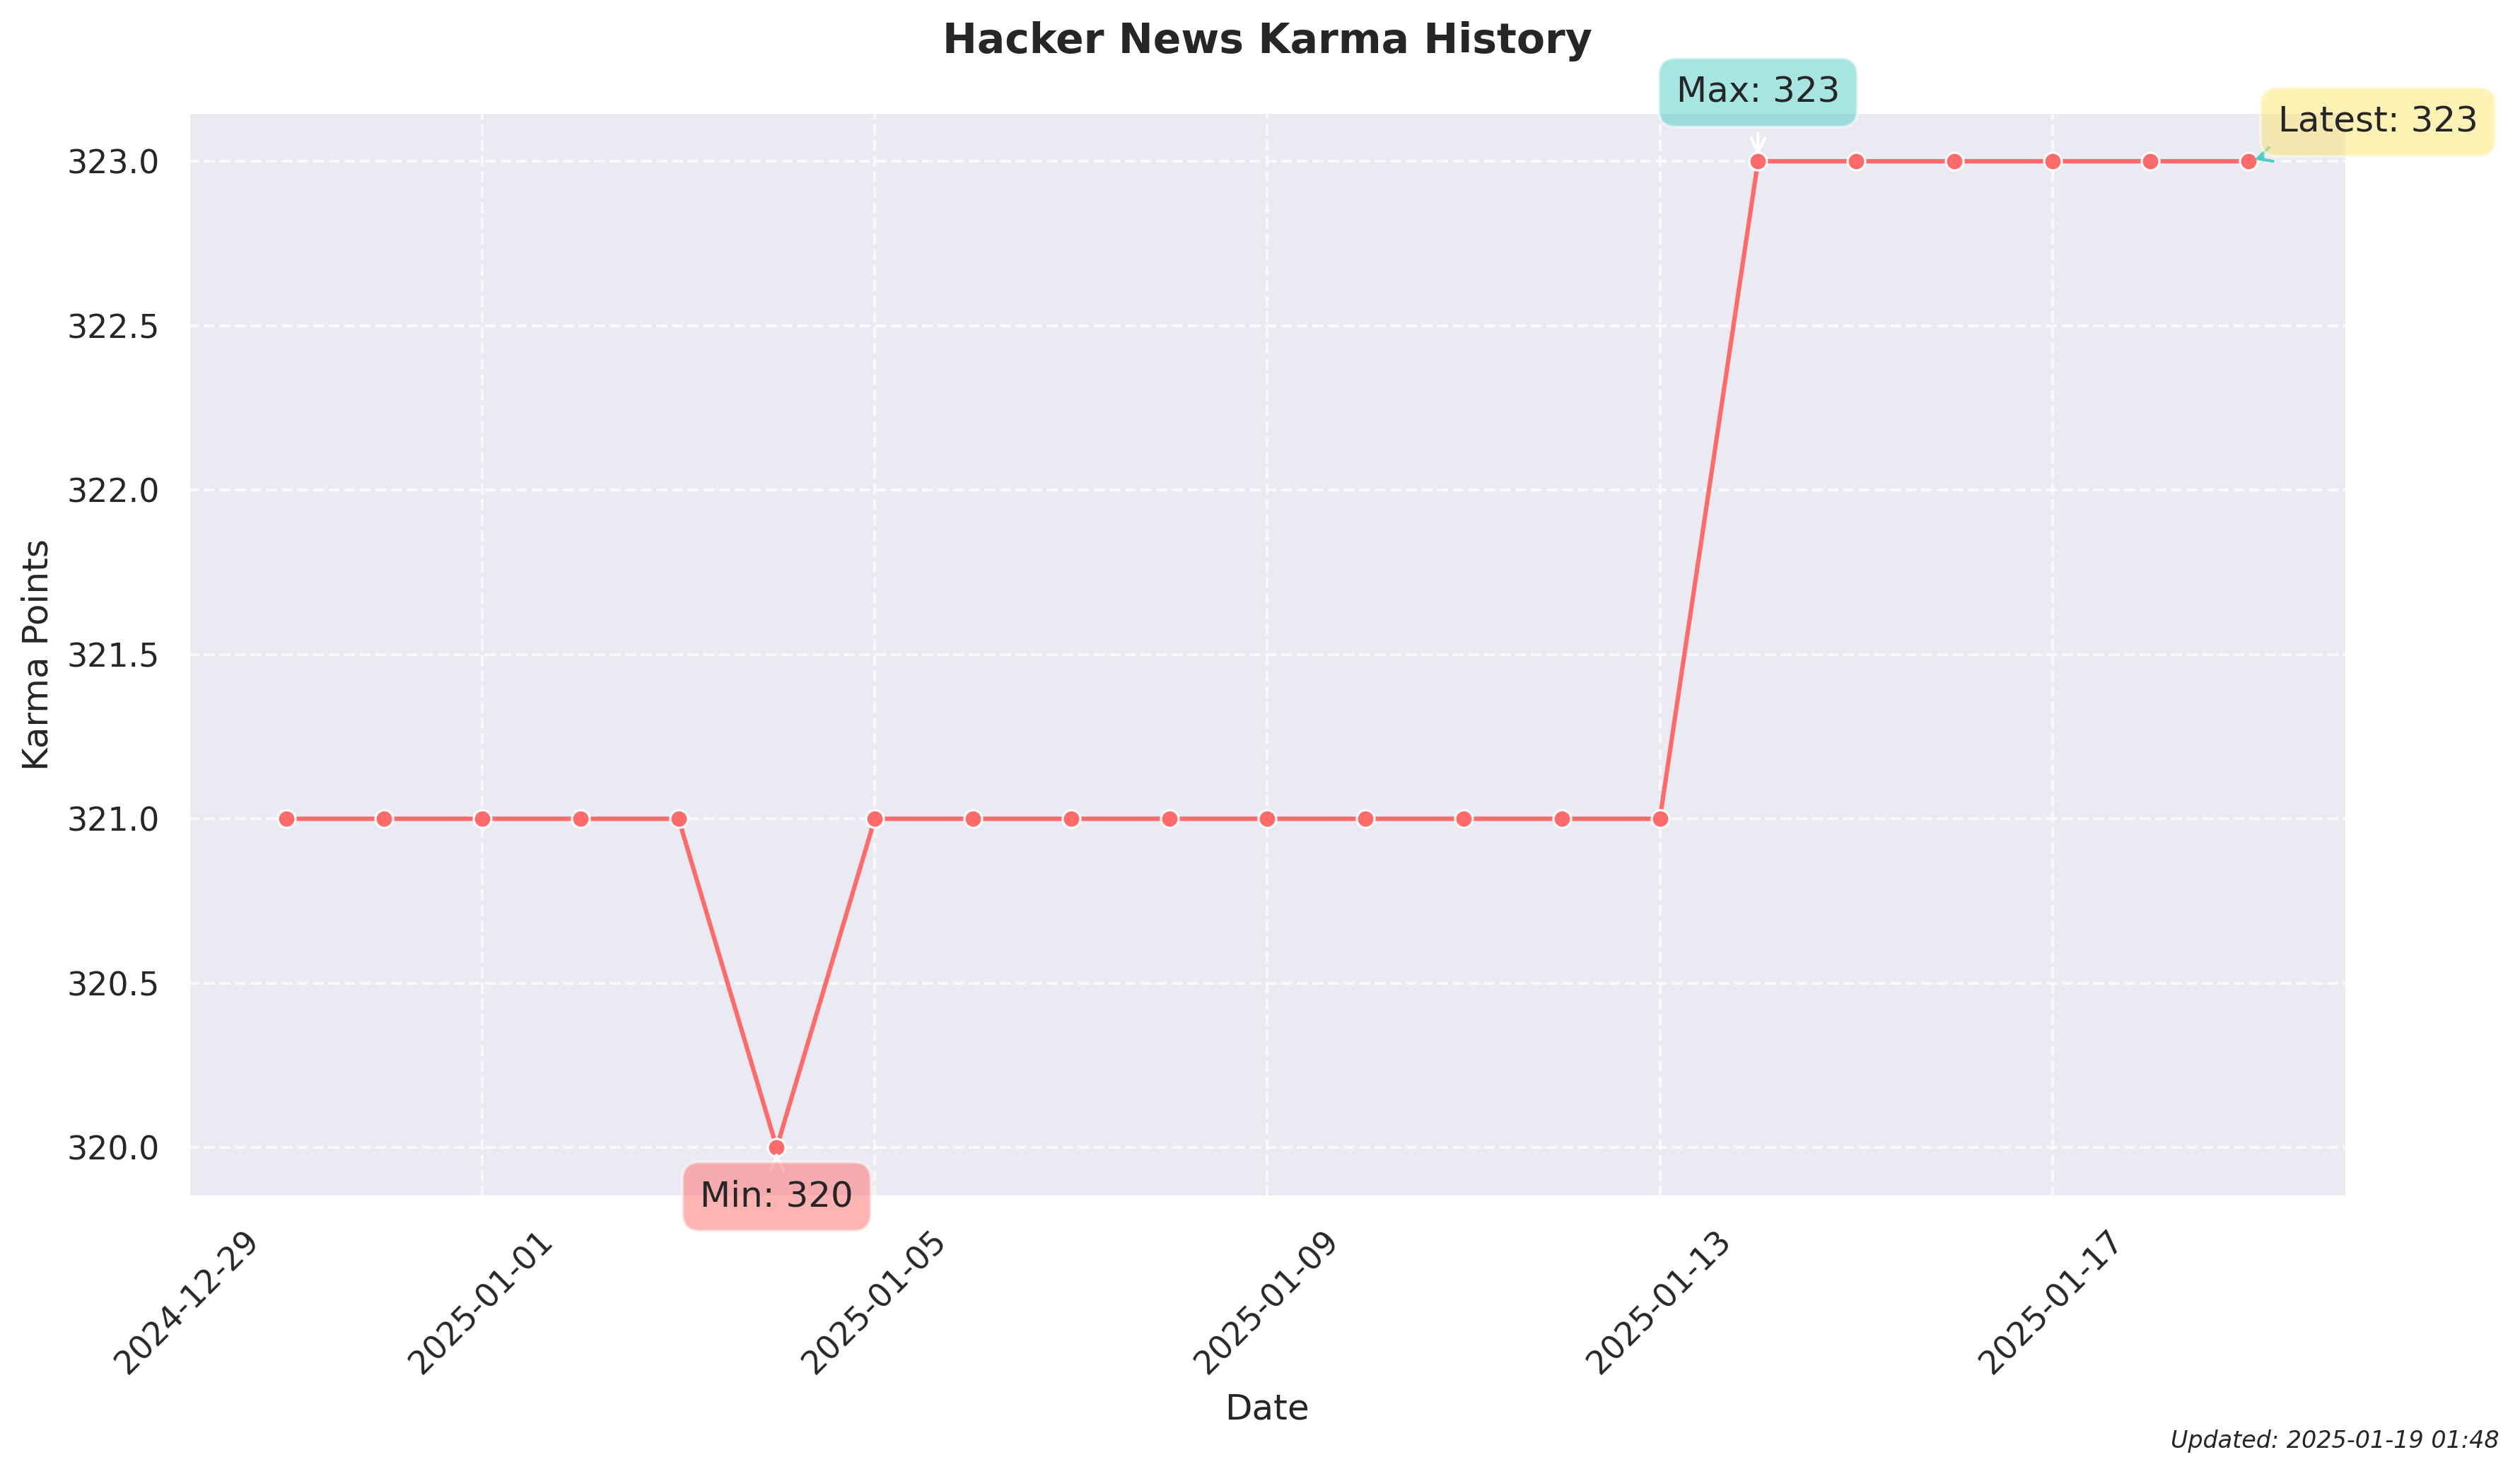 Hacker News Karma History
Max: 323
Latest: 323
323.0
322.5
322.0
321.5
321.0
320.5
320.0
Karma Points
Min: 320
2024-12-29
2025-01-01
2025-01-05
2025-01-09
2025-01-13
2025-01-17
Date
Updated: 2025-01-19 01:48